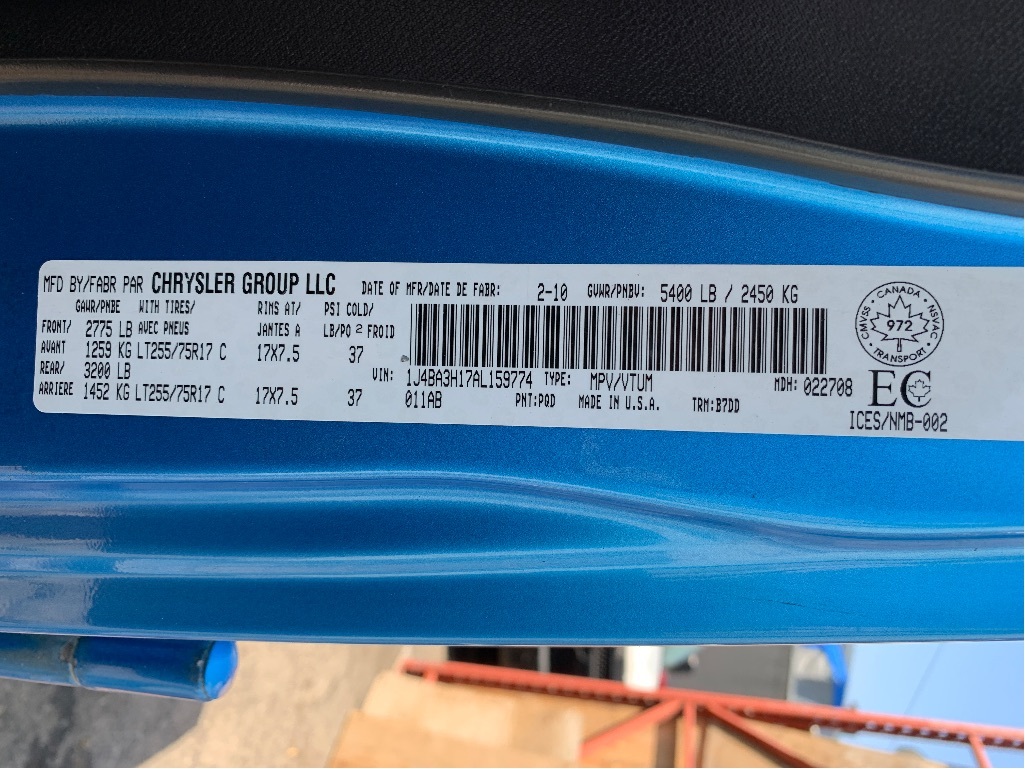 MFD BY/FABR PAR CHRYSLER GROUP LLC DATE OF MFR/DATE DE FABR: 2-10 GVWR/PNBV: 5400 LB / 2450 KG
GAWR/PNBE WITH TIRES/ RIMS AT/ PSI COLD/
FRONT/ 2775 LB AVEC PNEUS JANTES A LB/PO² FROID
AVANT 1259 KG LT255/75R17 C 17X7.5 37
REAR/ 3200 LB
ARRIERE 1452 KG LT255/75R17 C 17X7.5 37
VIN: 1J4BA3H17AL159774 TYPE: MPV/VTUM MDH: 022708
011AB PNT:PQD MADE IN U.S.A. TRM:B7DD
CANADA
CMVSS 972 NSVAC
TRANSPORT
EC
ICES/NMB-002